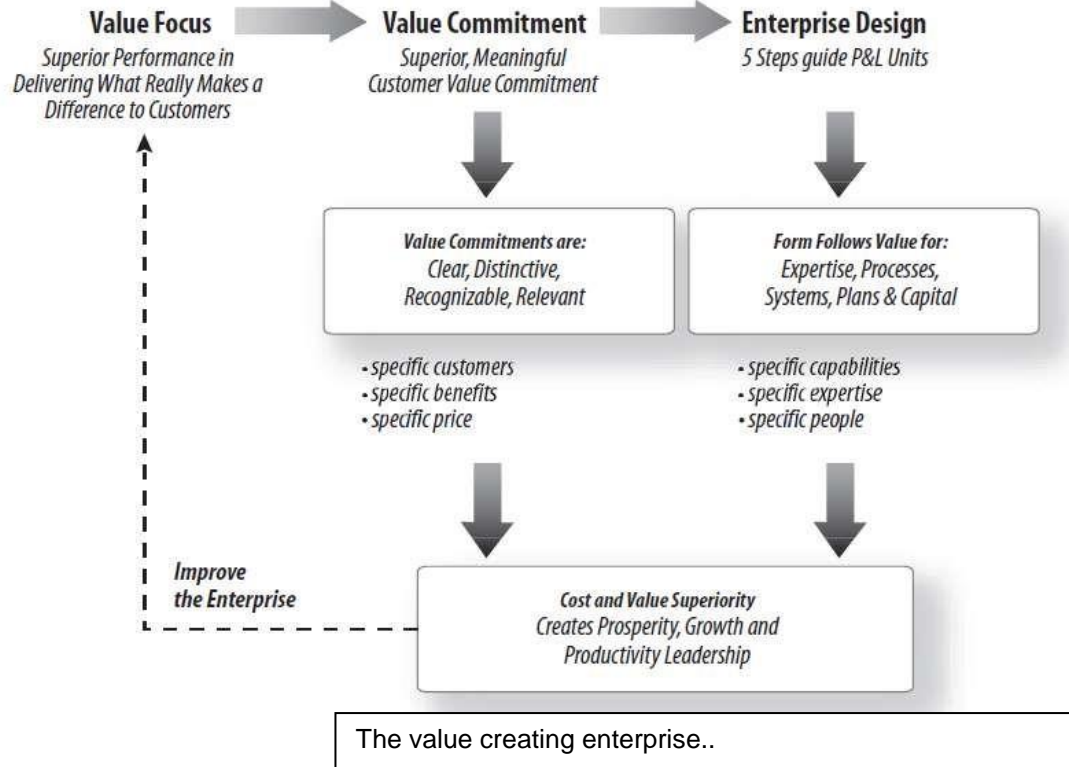 Value Focus
Superior Performance in
Delivering What Really Makes a
Difference to Customers
Value Commitment
Superior, Meaningful
Customer Value Commitment
Enterprise Design
5 Steps guide P&L Units
Value Commitments are:
Clear, Distinctive,
Recognizable, Relevant
Form Follows Value for:
Expertise, Processes,
Systems, Plans & Capital
• specific customers
• specific benefits
• specific price
• specific capabilities
• specific expertise
• specific people
Improve
the Enterprise
Cost and Value Superiority
Creates Prosperity, Growth and
Productivity Leadership
The value creating enterprise..